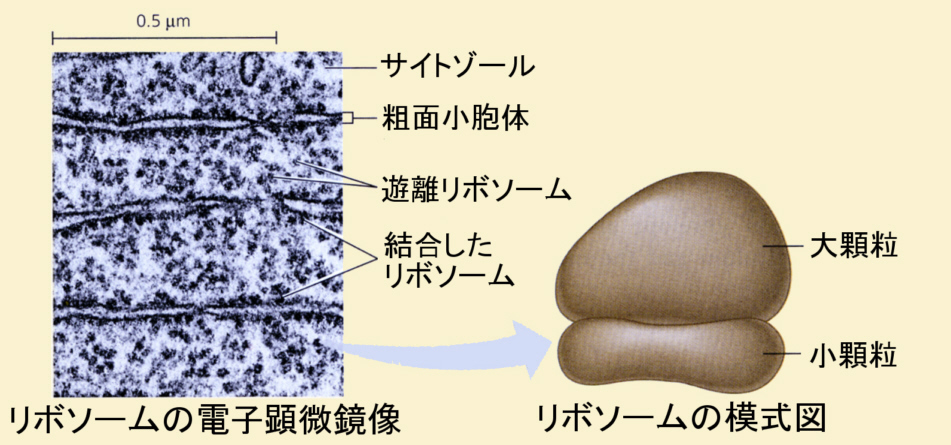 0.5 μm
サイトゾール
粗面小胞体
遊離リボソーム
結合した
リボソーム
大顆粒
小顆粒
リボソームの電子顕微鏡像
リボソームの模式図